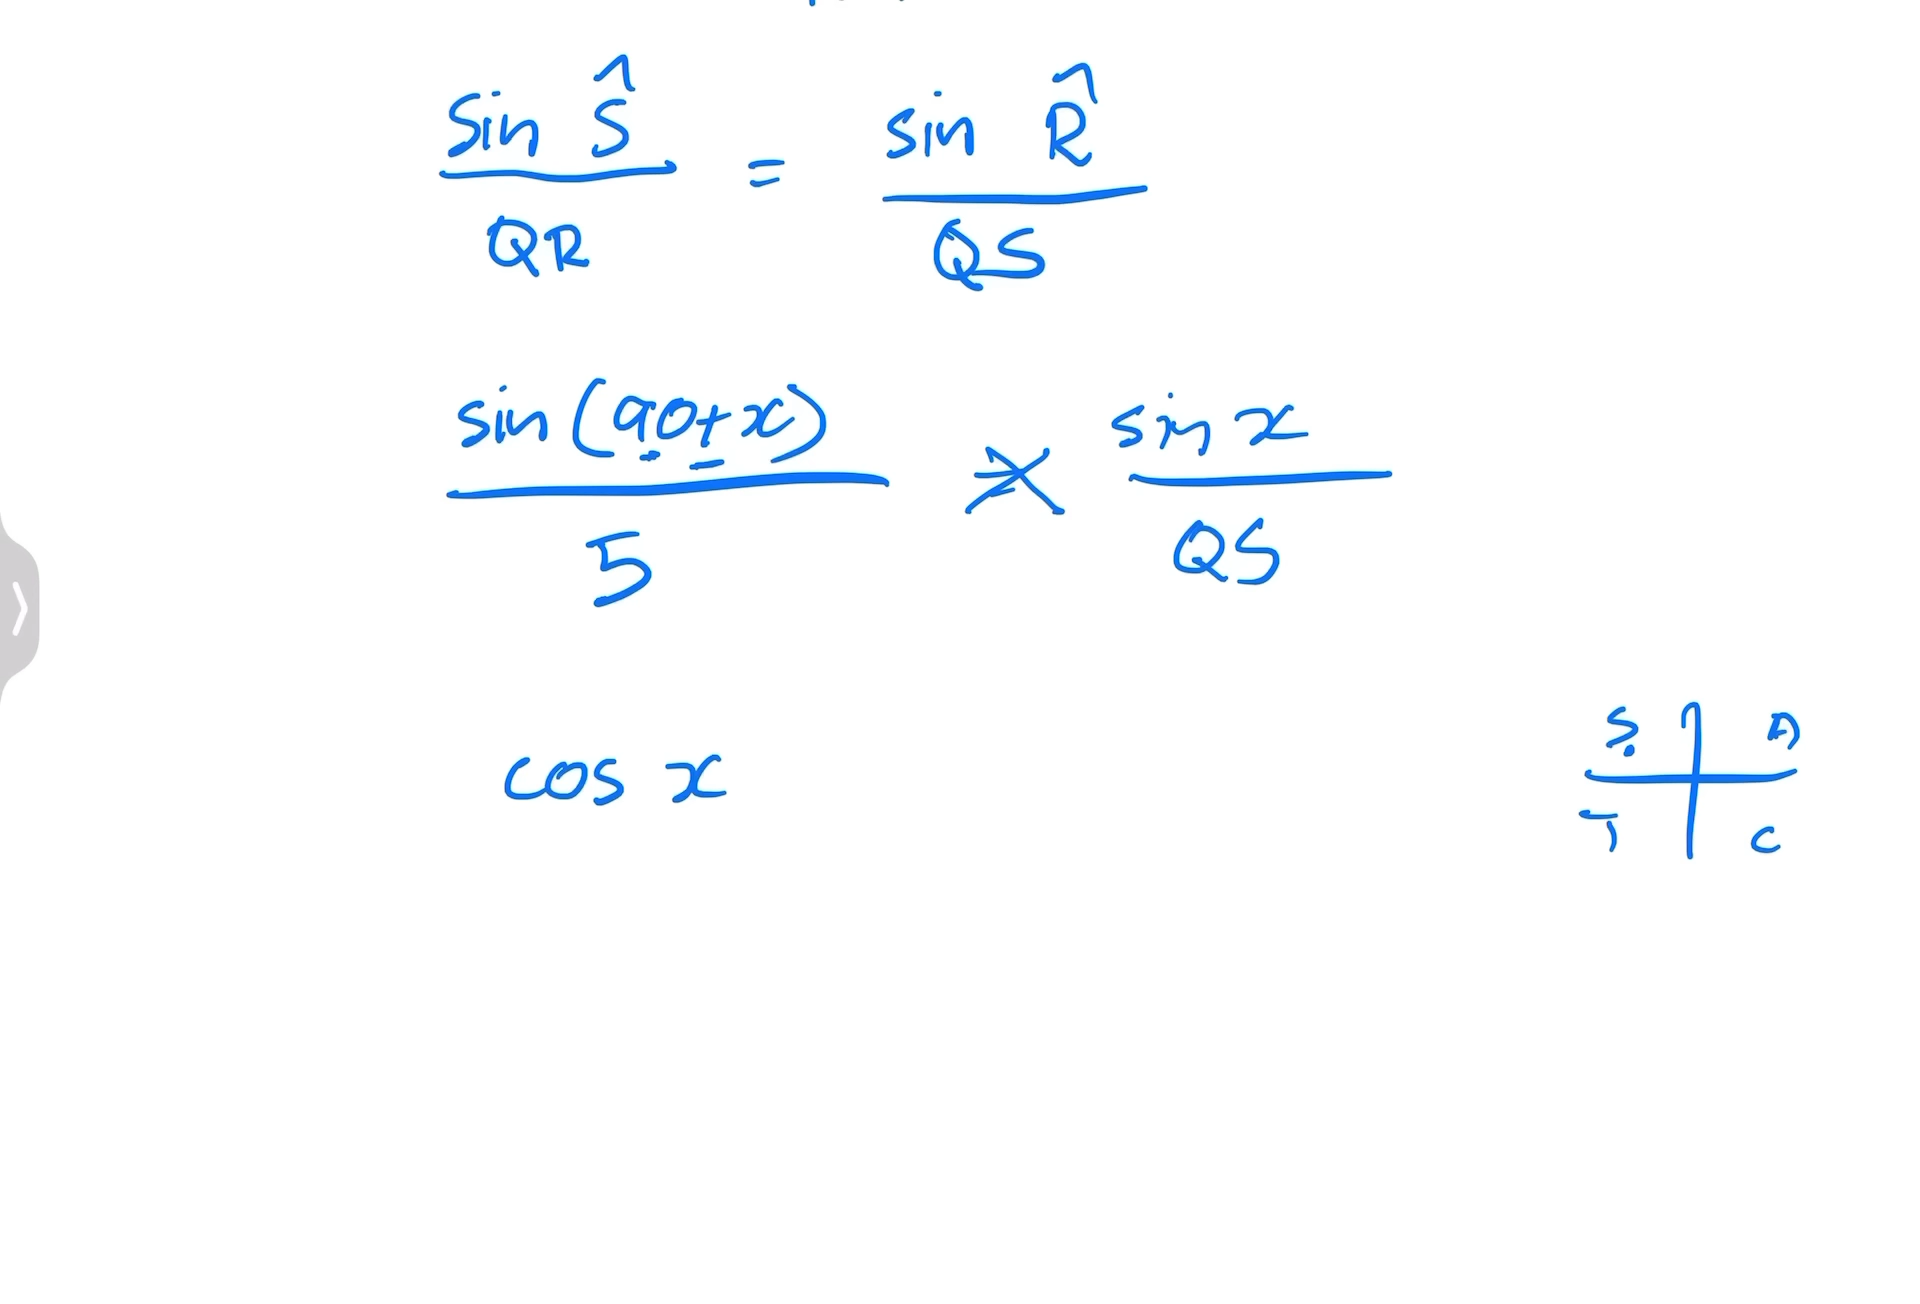 sin Ŝ / QR = sin R̂ / QS
sin (90+x) / 5 = sin x / QS
cos x
S A
T C